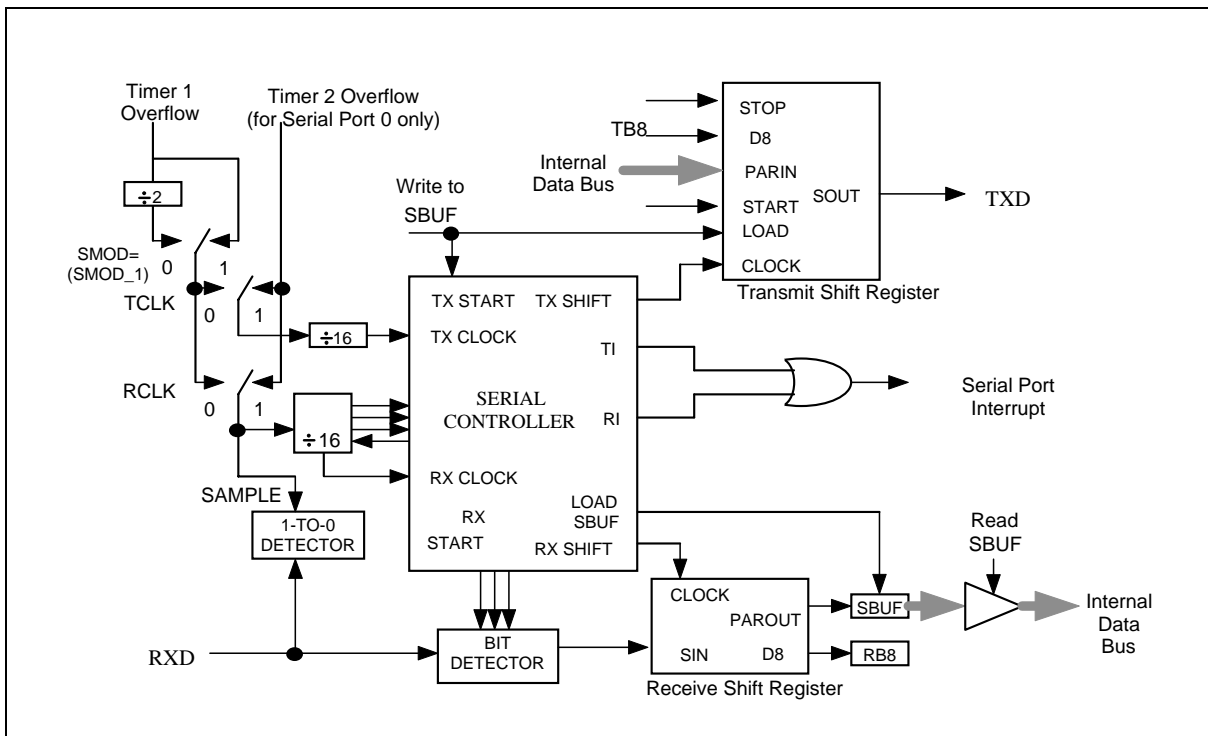 Timer 1
Overflow
Timer 2 Overflow
(for Serial Port 0 only)
÷2
SMOD=
(SMOD_1)
0
1
TCLK
0
1
÷16
RCLK
0
1
÷16
SAMPLE
1-TO-0
DETECTOR
RXD
Write to
SBUF
TX START
TX SHIFT
TX CLOCK
TI
SERIAL
CONTROLLER
RI
RX CLOCK
LOAD
SBUF
RX
START
RX SHIFT
BIT
DETECTOR
TB8
Internal
Data Bus
STOP
D8
PARIN
START
SOUT
LOAD
CLOCK
Transmit Shift Register
TXD
Serial Port
Interrupt
CLOCK
PAROUT
SIN
D8
Receive Shift Register
SBUF
RB8
Read
SBUF
Internal
Data
Bus